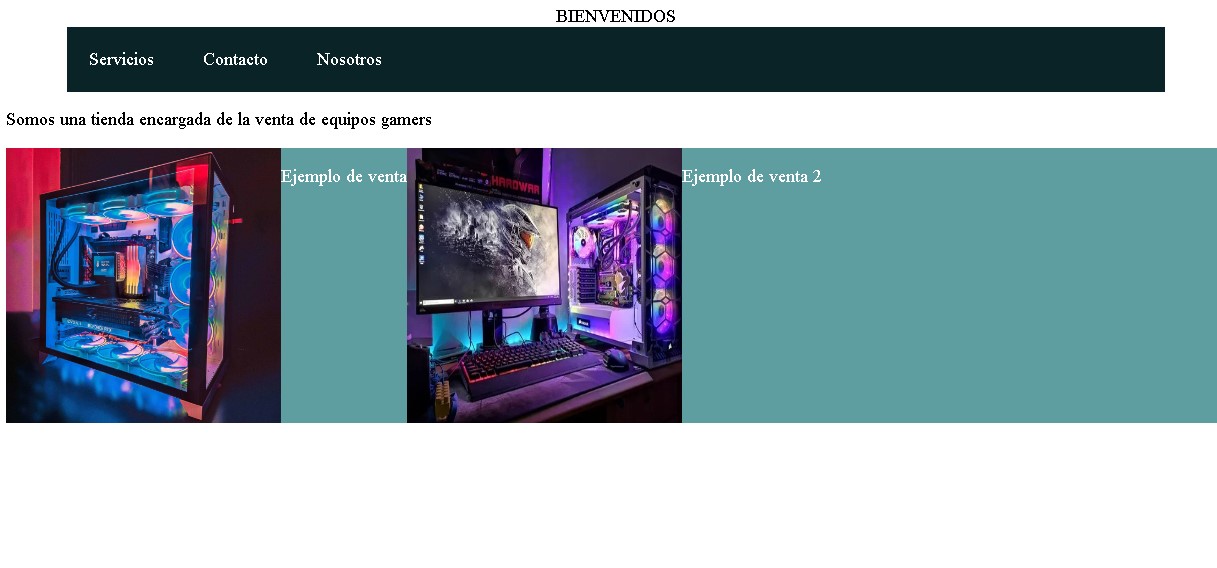 BIENVENIDOS
Servicios Contacto Nosotros
Somos una tienda encargada de la venta de equipos gamers
Ejemplo de venta
HARDWAR
Ejemplo de venta 2